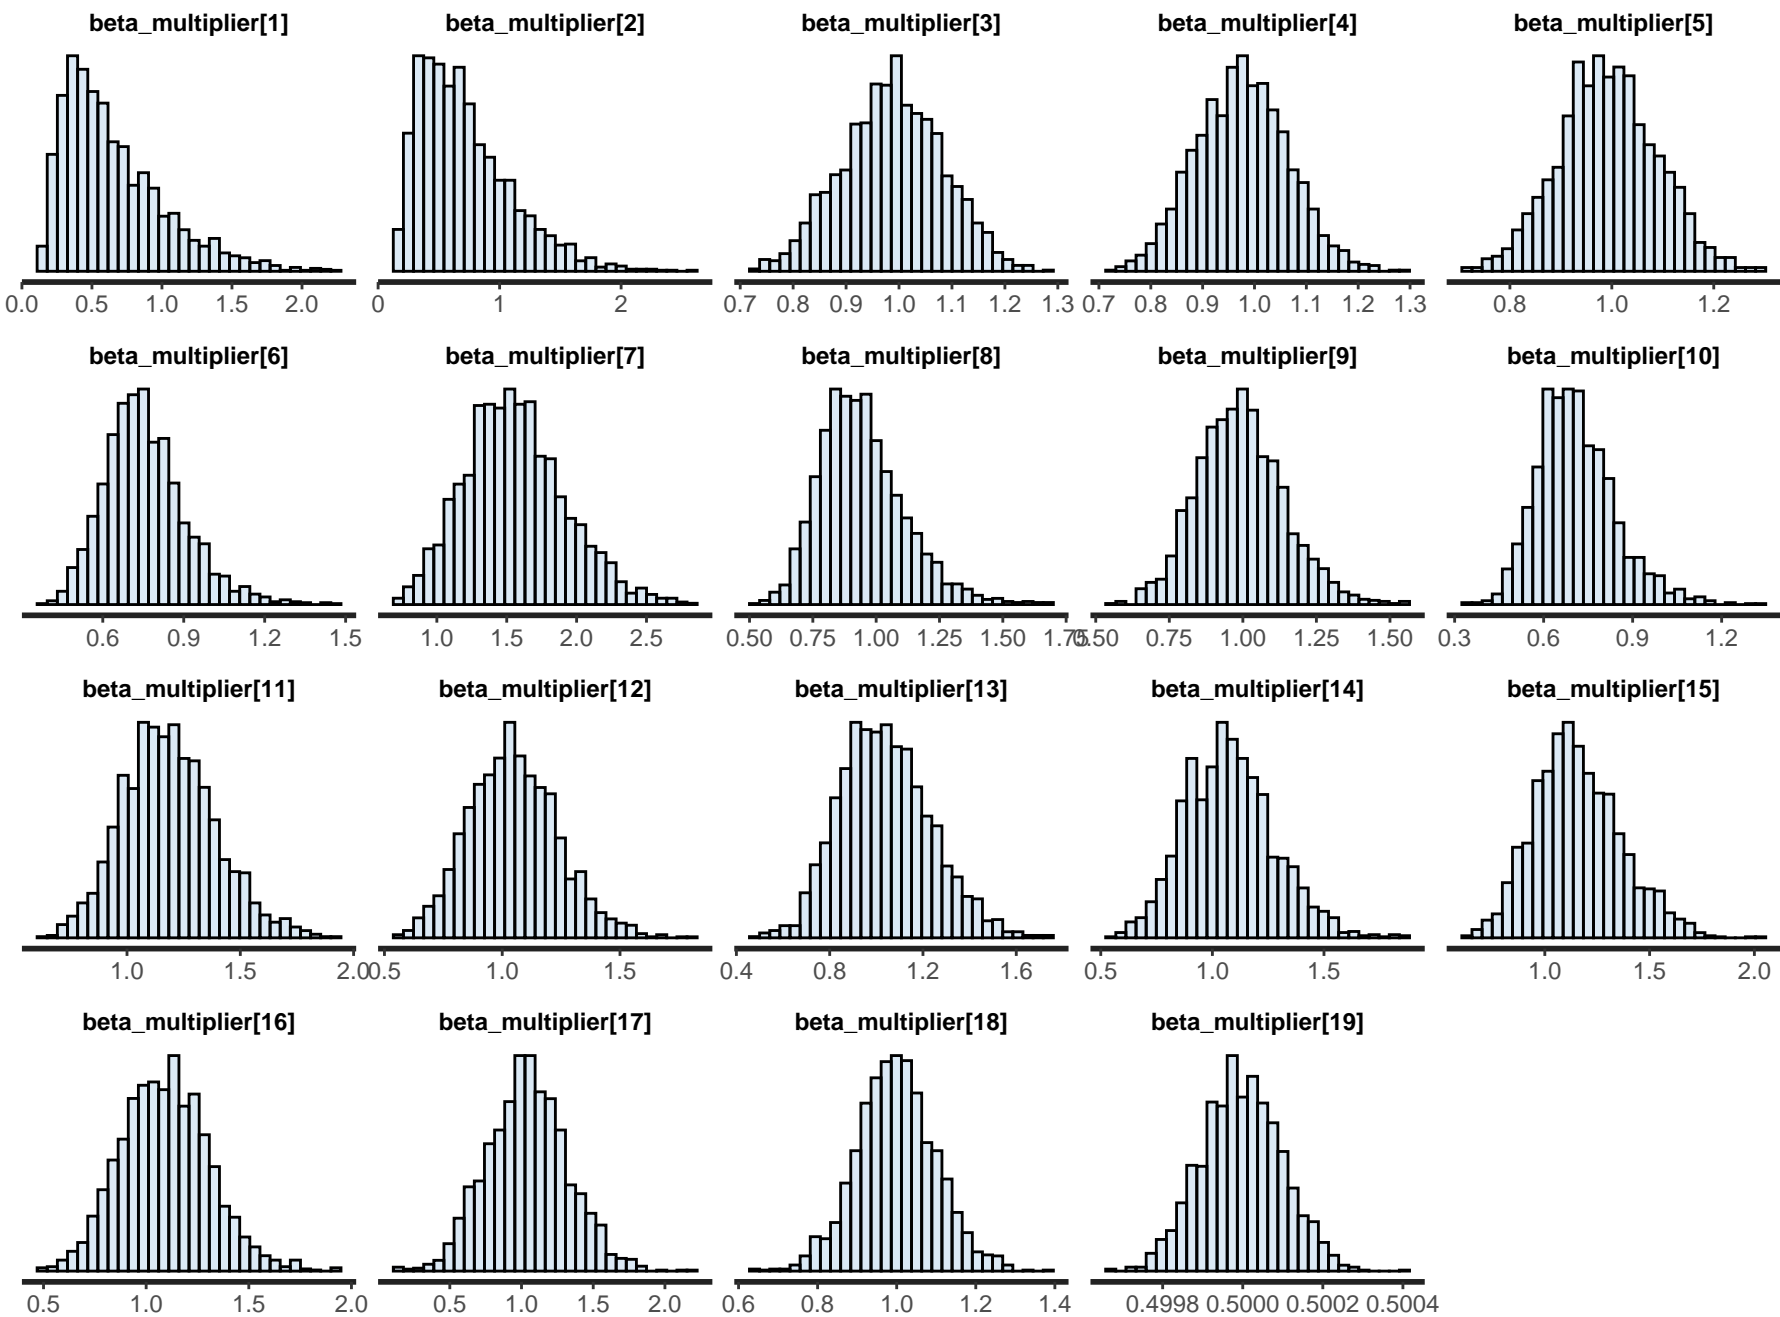 beta_multiplier[1] beta_multiplier[2] beta_multiplier[3] beta_multiplier[4] beta_multiplier[5]
0.0 0.5 1.0 1.5 2.0 0 1 2 0.7 0.8 0.9 1.0 1.1 1.2 1.3 0.7 0.8 0.9 1.0 1.1 1.2 1.3 0.8 1.0 1.2
beta_multiplier[6] beta_multiplier[7] beta_multiplier[8] beta_multiplier[9] beta_multiplier[10]
0.6 0.9 1.2 1.5 1.0 1.5 2.0 2.5 0.50 0.75 1.00 1.25 1.50 1.75 0.50 0.75 1.00 1.25 1.50 0.3 0.6 0.9 1.2
beta_multiplier[11] beta_multiplier[12] beta_multiplier[13] beta_multiplier[14] beta_multiplier[15]
1.0 1.5 2.0 0.5 1.0 1.5 0.4 0.8 1.2 1.6 0.5 1.0 1.5 1.0 1.5 2.0
beta_multiplier[16] beta_multiplier[17] beta_multiplier[18] beta_multiplier[19]
0.5 1.0 1.5 2.0 0.5 1.0 1.5 2.0 0.6 0.8 1.0 1.2 1.4 0.4998 0.5000 0.5002 0.5004